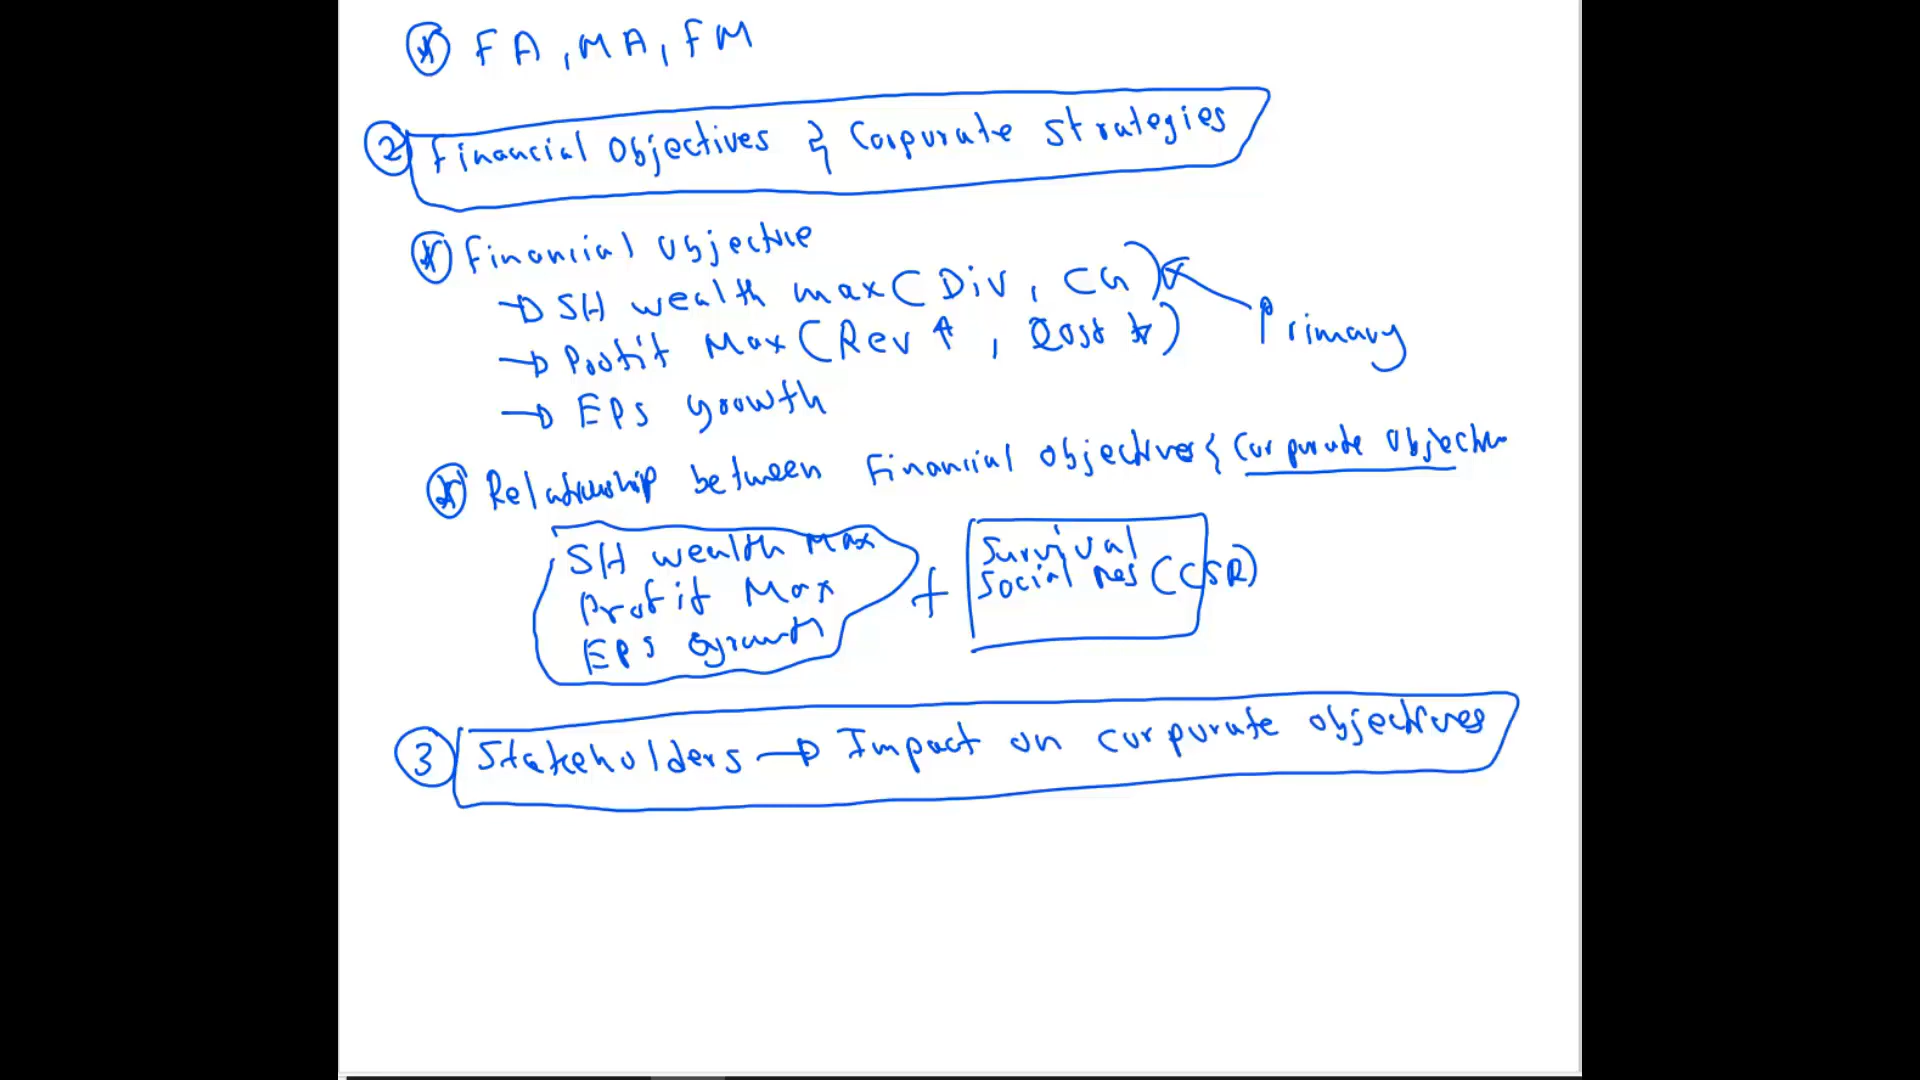 * FA, MA, FM
2 Financial Objectives & Corporate Strategies
* Financial Objective
→ SH wealth max (Div, CG) Primary
→ Profit Max (Rev ↑, Cost ↓)
→ EPS growth
* Relationship between Financial Objectives & Corporate Objective
SH wealth Max
Profit Max
EPS Growth
+
Survival
Social Res (CSR)
3 Stakeholders → Impact on corporate objectives